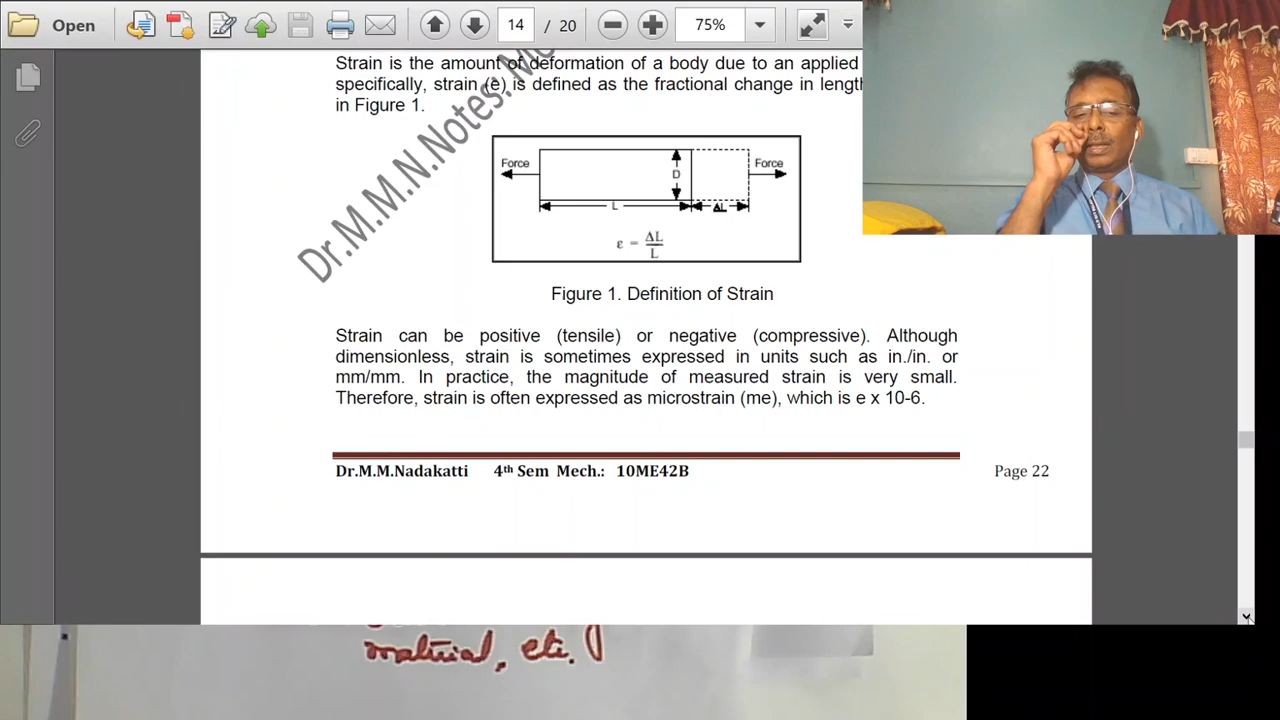 Open
14 / 20
75%
Strain is the amount of deformation of a body due to an applied
specifically, strain (e) is defined as the fractional change in
in Figure 1.
Dr.M.M.N.Notes:
Force
D
Force
L
ΔL
ε = ΔL
L
Figure 1. Definition of Strain
Strain can be positive (tensile) or negative (compressive). Although
dimensionless, strain is sometimes expressed in units such as in./in. or
mm/mm. In practice, the magnitude of measured strain is very small.
Therefore, strain is often expressed as microstrain (me), which is e x 10-6.
Dr.M.M.Nadakatti 4th Sem Mech.: 10ME42B Page 22
material, etc.